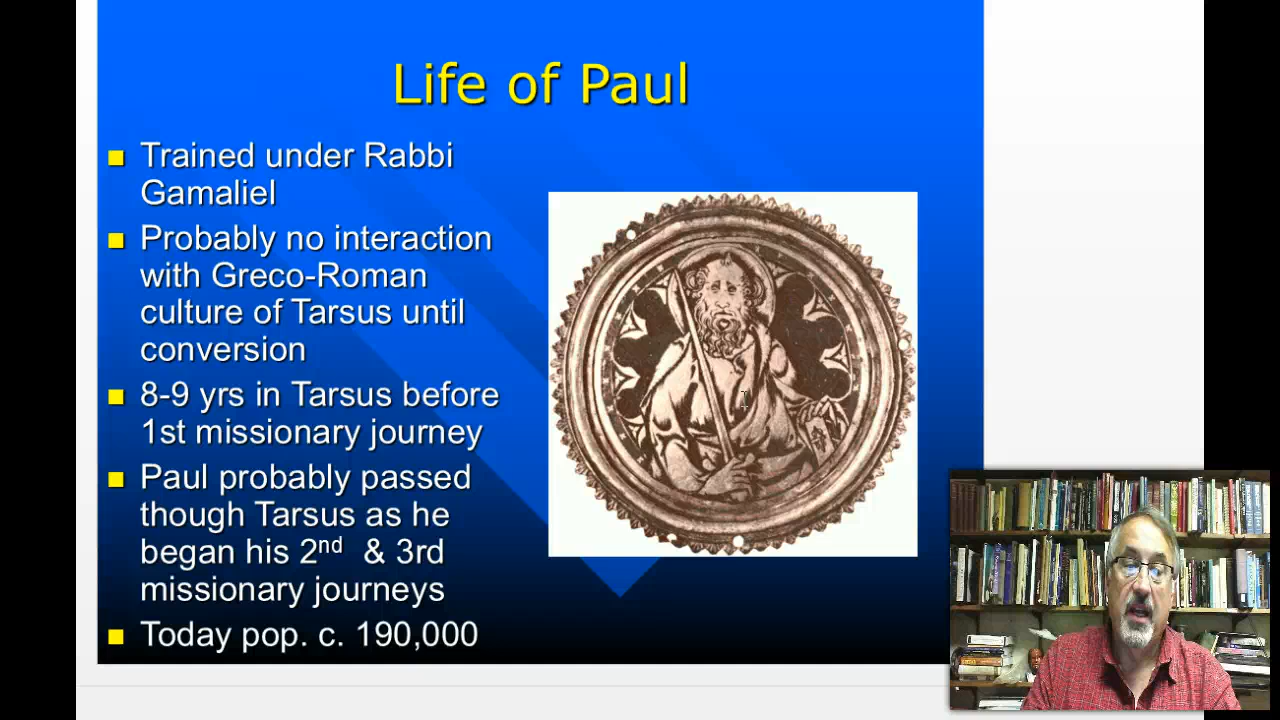 Life of Paul
Trained under Rabbi
Gamaliel
Probably no interaction
with Greco-Roman
culture of Tarsus until
conversion
8-9 yrs in Tarsus before
1st missionary journey
Paul probably passed
though Tarsus as he
began his 2nd & 3rd
missionary journeys
Today pop. c. 190,000